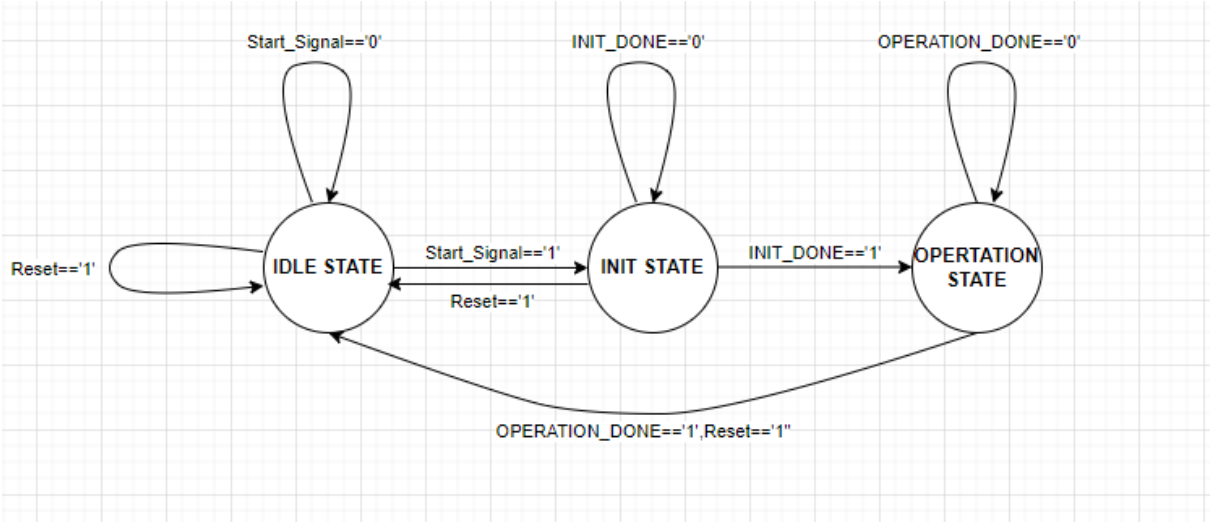 Start_Signal=='0'
INIT_DONE=='0'
OPERATION_DONE=='0'
Reset=='1'
IDLE STATE
Start_Signal=='1'
Reset=='1'
INIT STATE
INIT_DONE=='1'
OPERTATION
STATE
OPERATION_DONE=='1',Reset=='1"